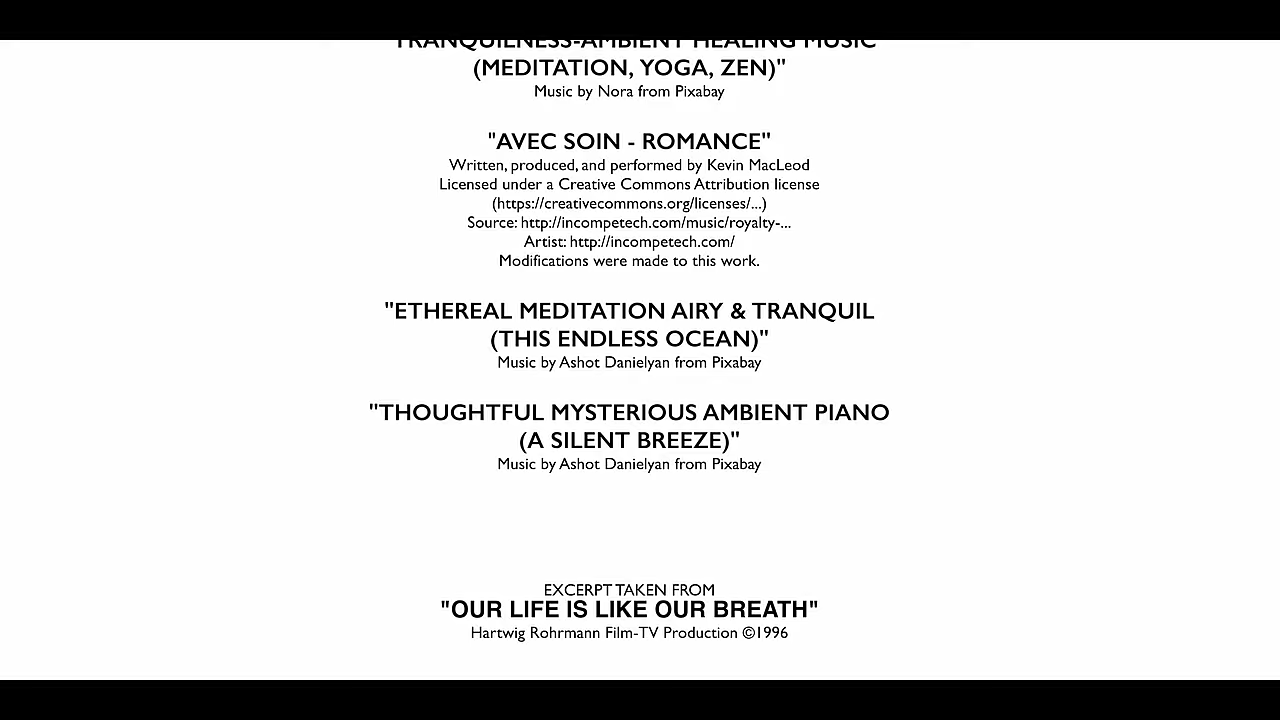 TRANQUILNESS-AMBIENT HEALING MUSIC
(MEDITATION, YOGA, ZEN)"
Music by Nora from Pixabay
"AVEC SOIN - ROMANCE"
Written, produced, and performed by Kevin MacLeod
Licensed under a Creative Commons Attribution license
(https://creativecommons.org/licenses/...)
Source: http://incompetech.com/music/royalty-...
Artist: http://incompetech.com/
Modifications were made to this work.
"ETHEREAL MEDITATION AIRY & TRANQUIL
(THIS ENDLESS OCEAN)"
Music by Ashot Danielyan from Pixabay
"THOUGHTFUL MYSTERIOUS AMBIENT PIANO
(A SILENT BREEZE)"
Music by Ashot Danielyan from Pixabay
EXCERPT TAKEN FROM
"OUR LIFE IS LIKE OUR BREATH"
Hartwig Rohrmann Film-TV Production ©1996